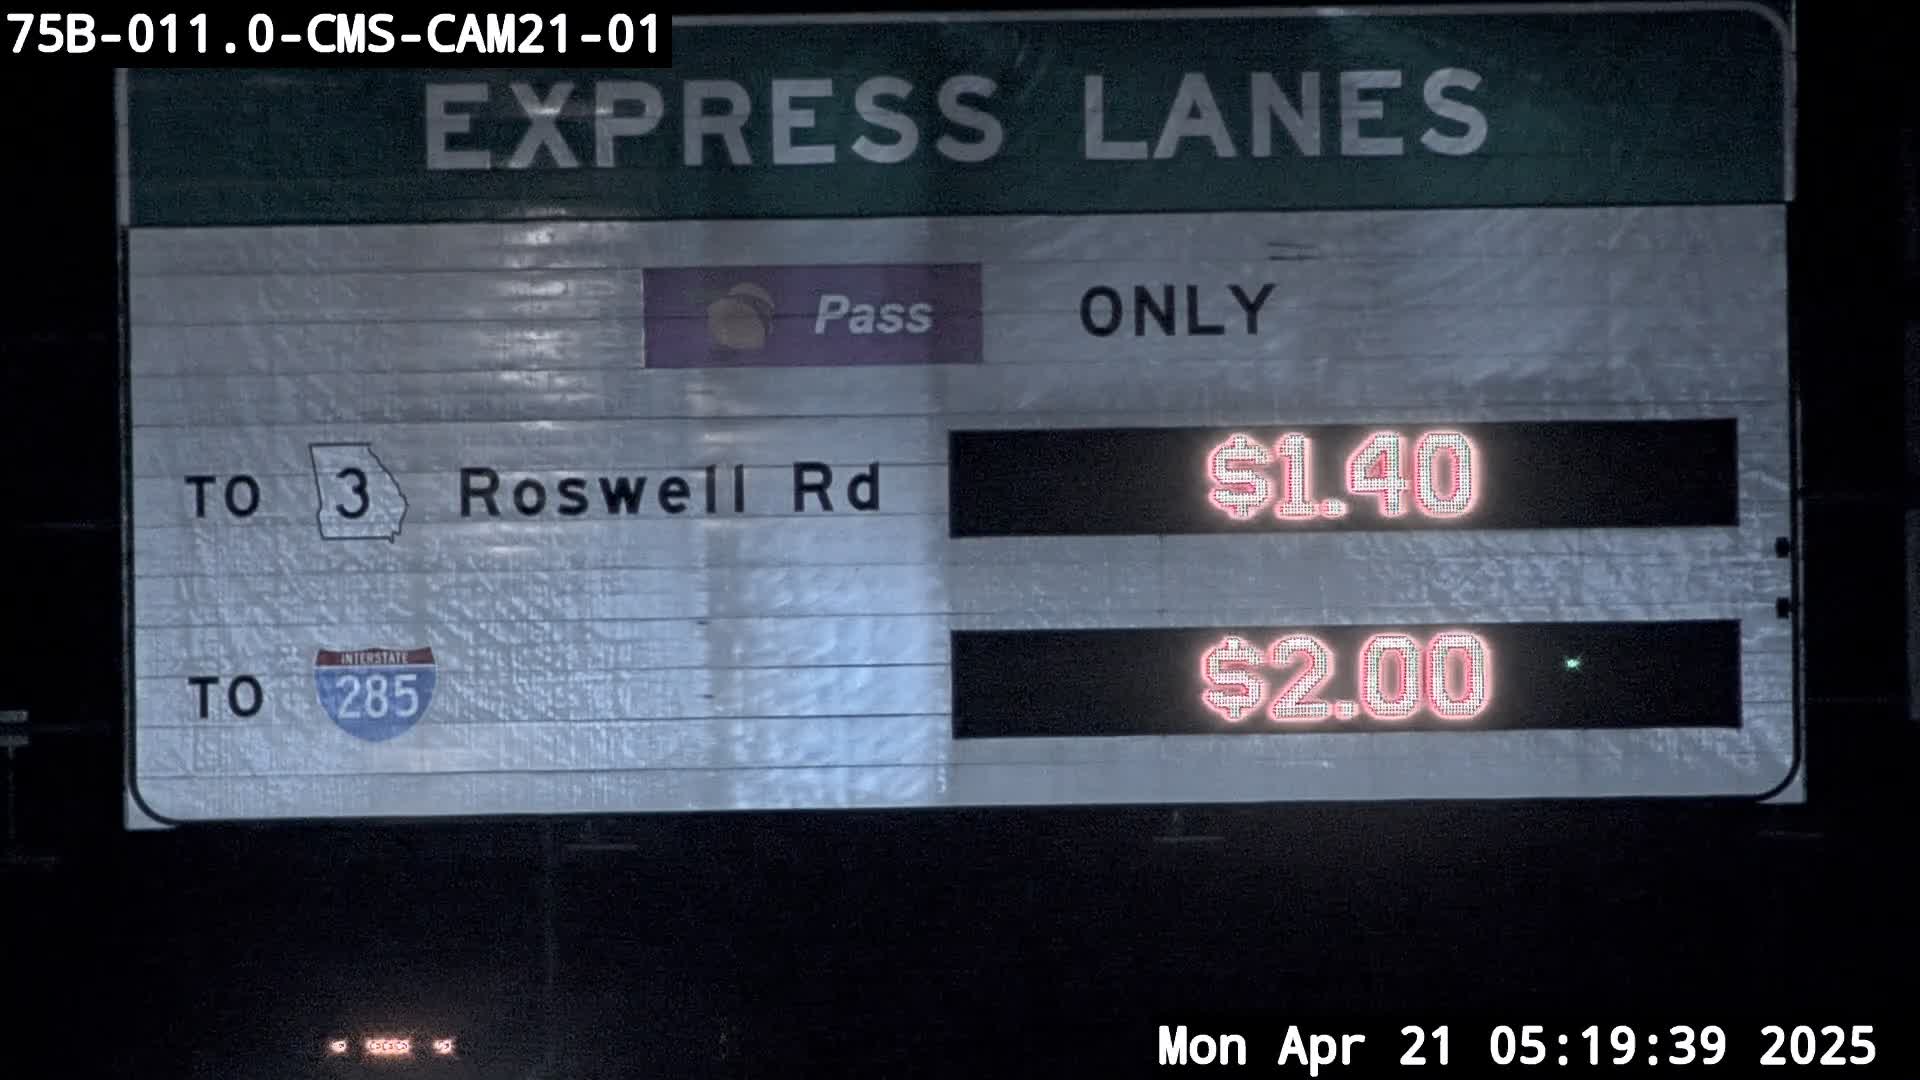 75B-011.0-CMS-CAM21-01
EXPRESS LANES
Pass ONLY
TO 3 Roswell Rd $1.40
TO INTERSTATE 285 $2.00
Mon Apr 21 05:19:39 2025